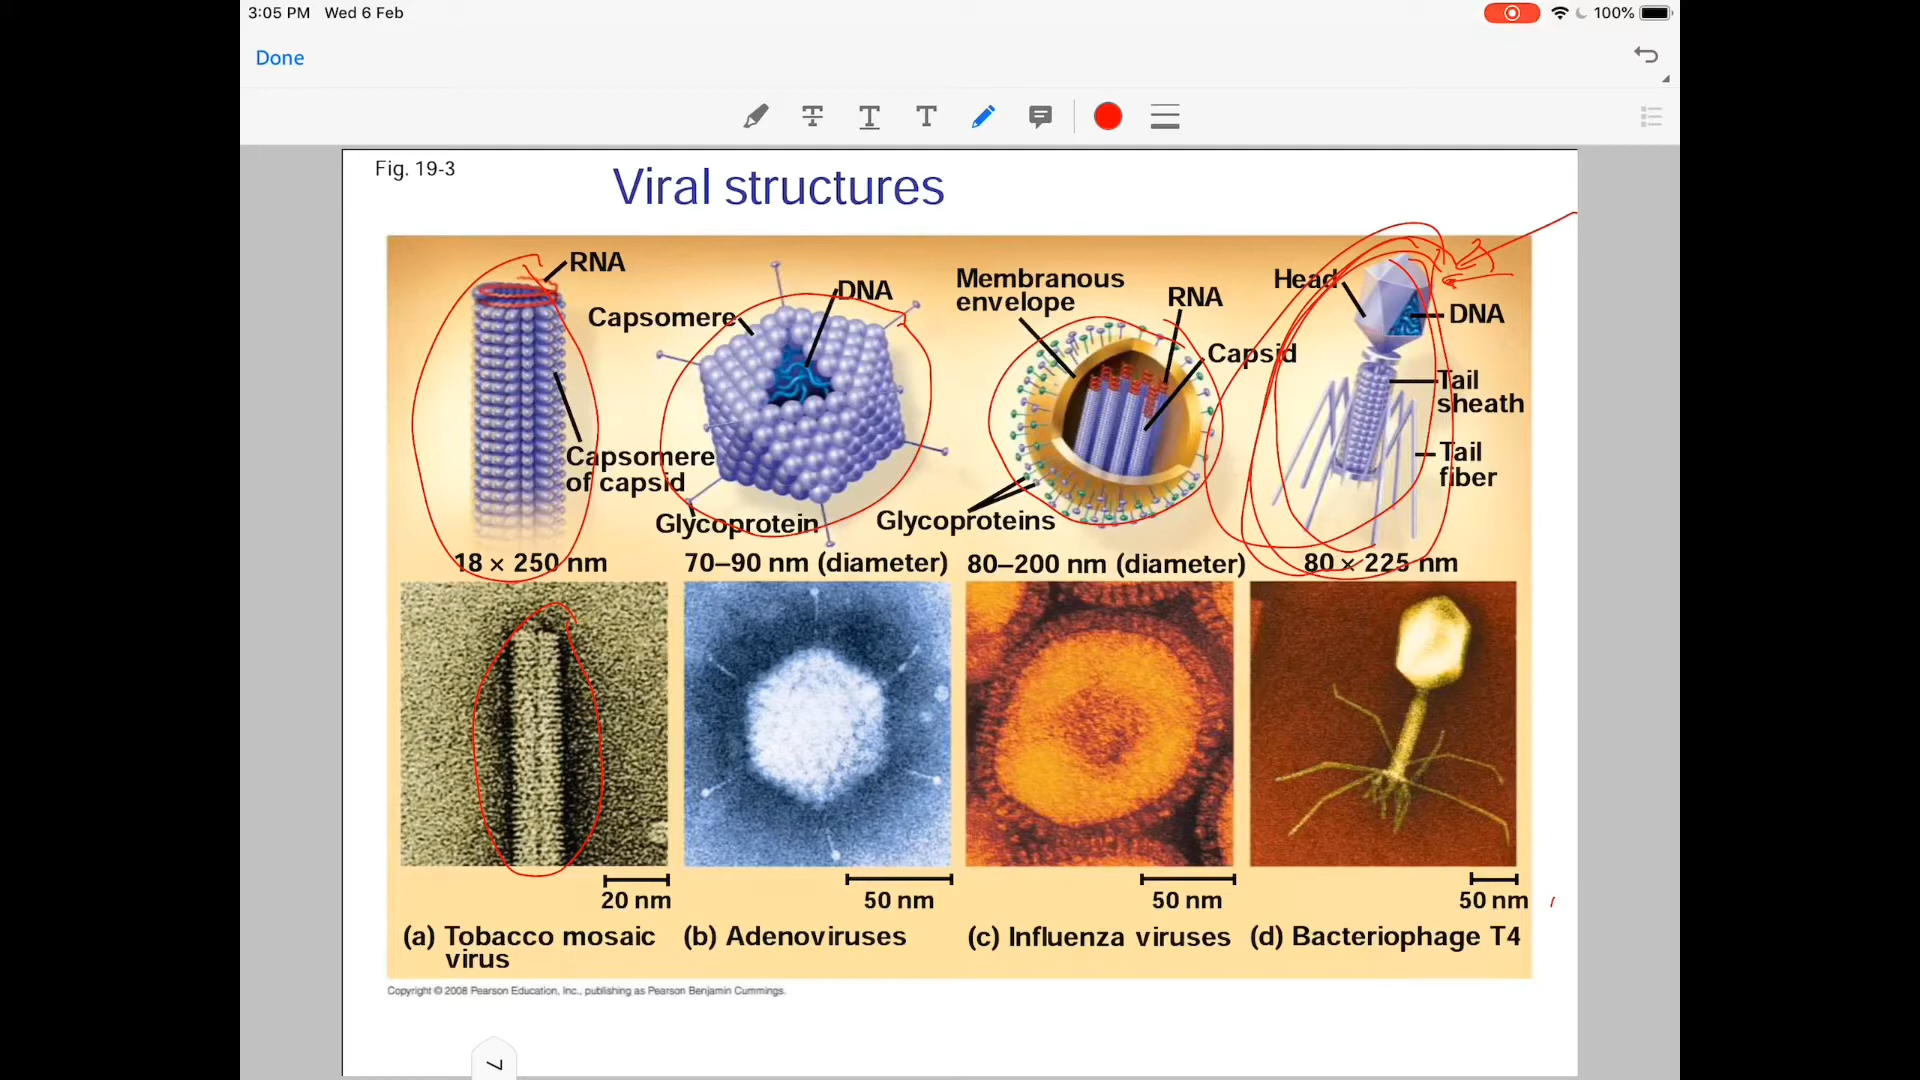 3:05 PM Wed 6 Feb
100%
Done
Fig. 19-3
Viral structures
RNA
Capsomere
of capsid
18 × 250 nm
Capsomere
DNA
Glycoprotein
70–90 nm (diameter)
Membranous
envelope
RNA
Capsid
Glycoproteins
80–200 nm (diameter)
Head
DNA
Tail
sheath
Tail
fiber
80 × 225 nm
20 nm
50 nm
50 nm
50 nm
(a) Tobacco mosaic
virus
(b) Adenoviruses
(c) Influenza viruses
(d) Bacteriophage T4
Copyright © 2008 Pearson Education, Inc., publishing as Pearson Benjamin Cummings.